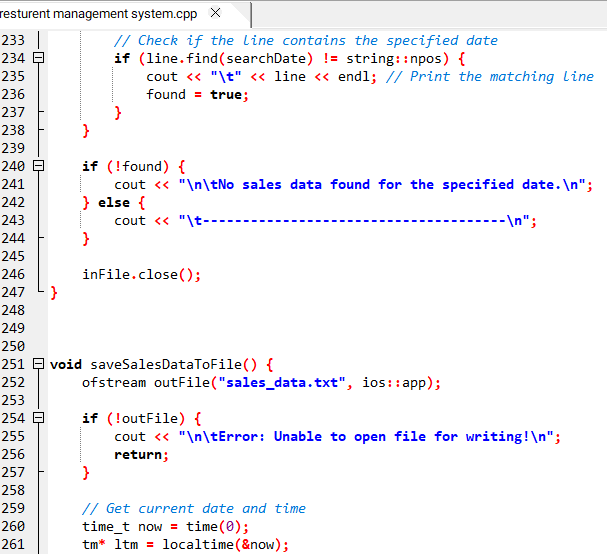 resturent management system.cpp
233 // Check if the line contains the specified date
234 if (line.find(searchDate) != string::npos) {
235 cout << "\t" << line << endl; // Print the matching line
236 found = true;
237 }
238 }
239
240 if (!found) {
241 cout << "\n\tNo sales data found for the specified date.\n";
242 } else {
243 cout << "\t--------------------------------------\n";
244 }
245
246 inFile.close();
247 }
248
249
250
251 void saveSalesDataToFile() {
252 ofstream outFile("sales_data.txt", ios::app);
253
254 if (!outFile) {
255 cout << "\n\tError: Unable to open file for writing!\n";
256 return;
257 }
258
259 // Get current date and time
260 time_t now = time(0);
261 tm* ltm = localtime(&now);